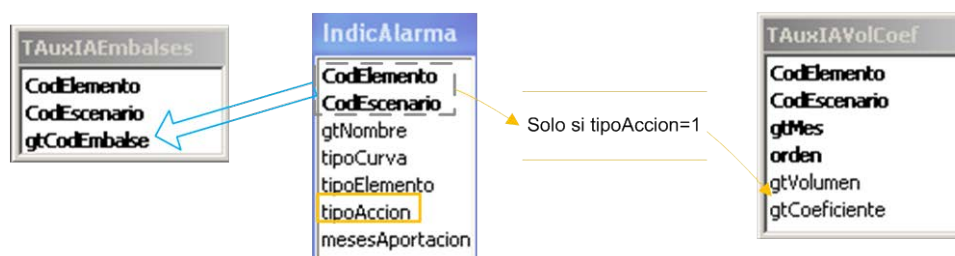 TAuxIAEmbalses
CodElemento
CodEscenario
gtCodEmbalse
IndicAlarma
CodElemento
CodEscenario
gtNombre
tipoCurva
tipoElemento
tipoAccion
mesesAportacion
Solo si tipoAccion=1
TAuxIAVolCoef
CodElemento
CodEscenario
gtMes
orden
gtVolumen
gtCoeficiente